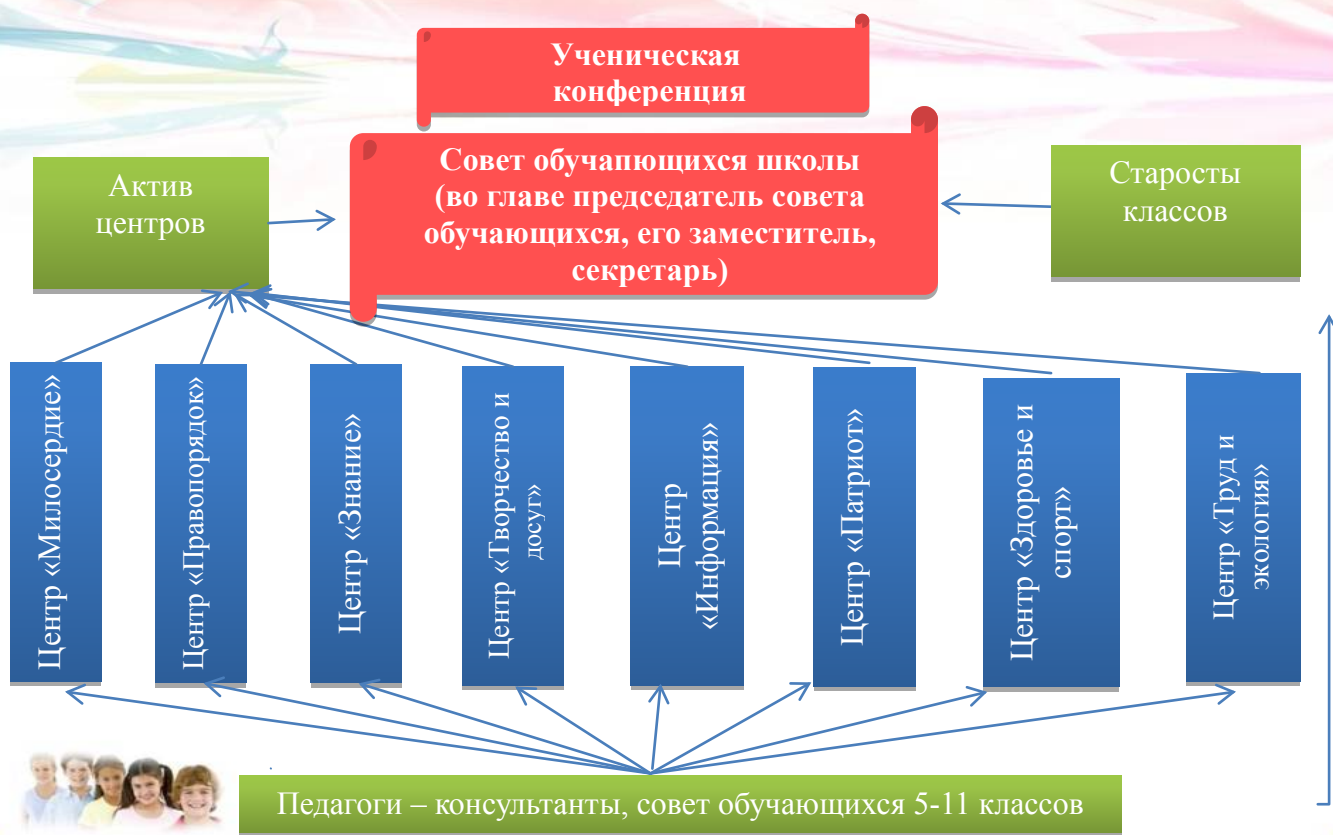 Ученическая
конференция
Совет обучапющихся школы
(во главе председатель совета
обучающихся, его заместитель,
секретарь)
Актив
центров
Старосты
классов
Центр «Милосердие»
Центр «Правопорядок»
Центр «Знание»
Центр «Творчество и
досуг»
Центр
«Информация»
Центр «Патриот»
Центр «Здоровье и
спорт»
Центр «Труд и
экология»
Педагоги – консультанты, совет обучающихся 5-11 классов